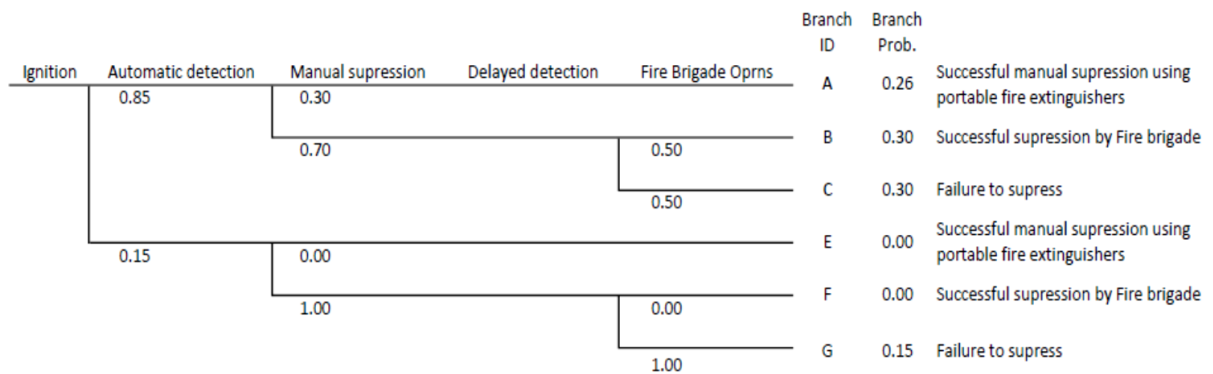 Branch Branch
ID Prob.
Ignition Automatic detection Manual supression Delayed detection Fire Brigade Oprns
A 0.26 Successful manual supression using
portable fire extinguishers
0.85 0.30
B 0.30 Successful supression by Fire brigade
0.70 0.50
C 0.30 Failure to supress
0.50
E 0.00 Successful manual supression using
portable fire extinguishers
0.15 0.00
F 0.00 Successful supression by Fire brigade
1.00 0.00
G 0.15 Failure to supress
1.00